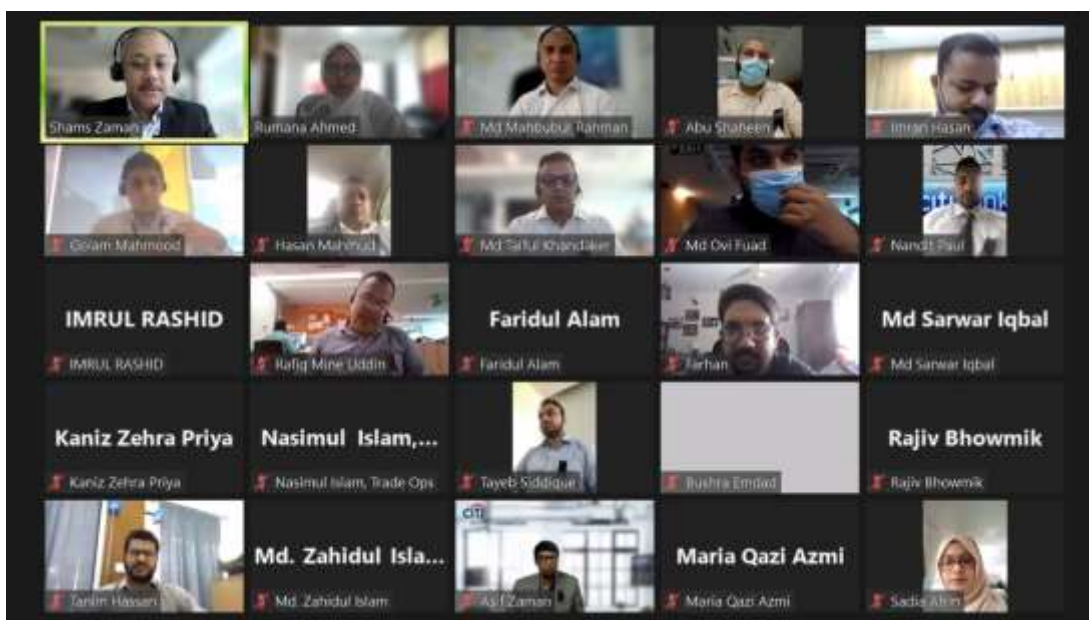 Shams Zaman
Rumana Ahmed
Md Mahbubur Rahman
Abu Shaheen
Imran Hasan
Golam Mahmood
Hasan Mahmud
Md Taiful Khandaker
Md Ovi Fuad
citibank
Nandit Paul
IMRUL RASHID
IMRUL RASHID
Rafig Mine Uddin
Faridul Alam
Faridul Alam
Farhan
Md Sarwar Iqbal
Md Sarwar Iqbal
Kaniz Zehra Priya
Kaniz Zehra Priya
Nasimul Islam,...
Nasimul Islam, Trade Ops
Tayeb Siddique
Bushra Emdad
Rajiv Bhowmik
Rajiv Bhowmik
Tanim Hassan
Md. Zahidul Isla...
Md. Zahidul Islam
citi
Asif Zaman
Maria Qazi Azmi
Maria Qazi Azmi
Sadia Afrin